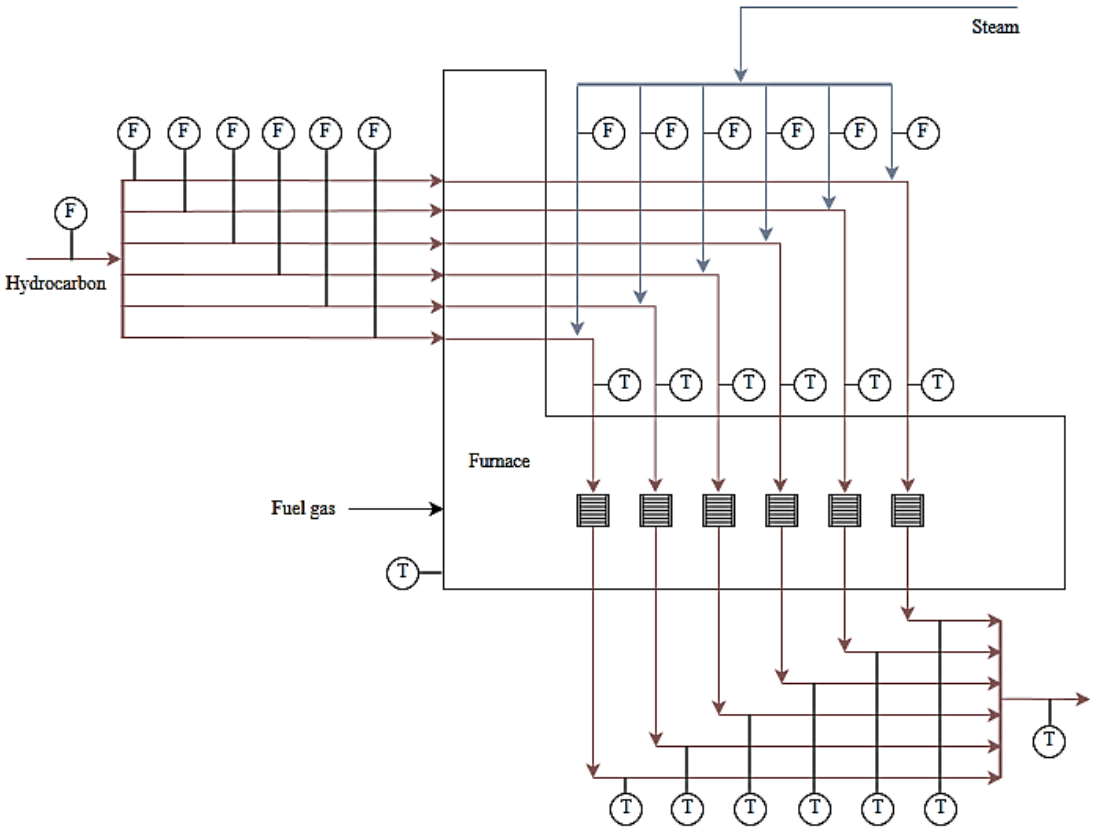 Steam
F F F F F F
F F F F F F
F
Hydrocarbon
T T T T T T
Furnace
Fuel gas
T
T
T T T T T T